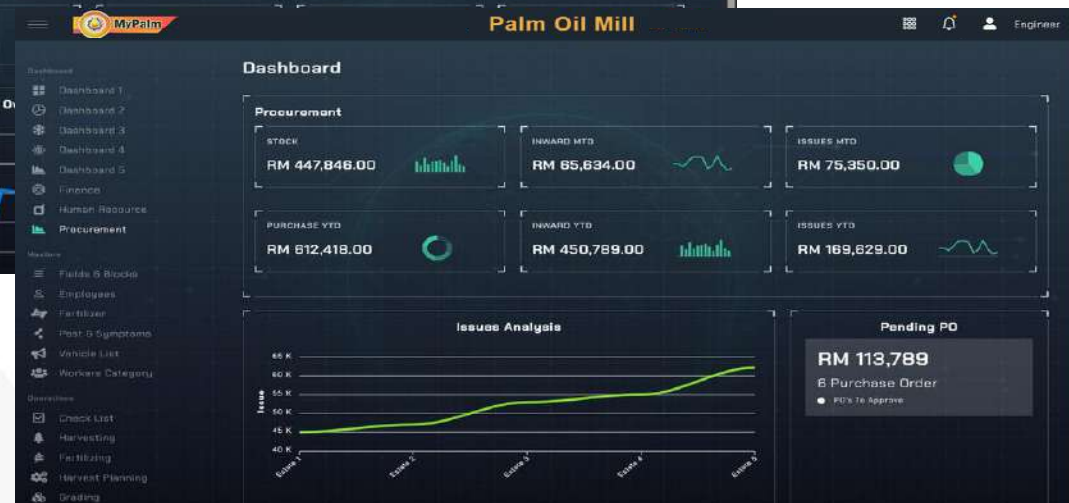 MyPalm
Palm Oil Mill
Engineer
Dashboard
Dashboard 1
Dashboard 2
Dashboard 3
Dashboard 4
Dashboard 5
Finance
Human Resource
Procurement
Masters
Fields & Blocks
Employees
Fertilizer
Pest & Symptoms
Vehicle List
Workers Category
Operations
Check List
Harvesting
Fertilizing
Harvest Planning
Grading
Dashboard
Procurement
STOCK
RM 447,846.00
INWARD MTD
RM 65,634.00
ISSUES MTD
RM 75,350.00
PURCHASE YTD
RM 612,418.00
INWARD YTD
RM 450,789.00
ISSUES YTD
RM 169,629.00
Issues Analysis
Issue
65 K
60 K
55 K
50 K
45 K
40 K
Estate 1
Estate 2
Estate 3
Estate 4
Estate 5
Pending PO
RM 113,789
6 Purchase Order
PO's To Approve